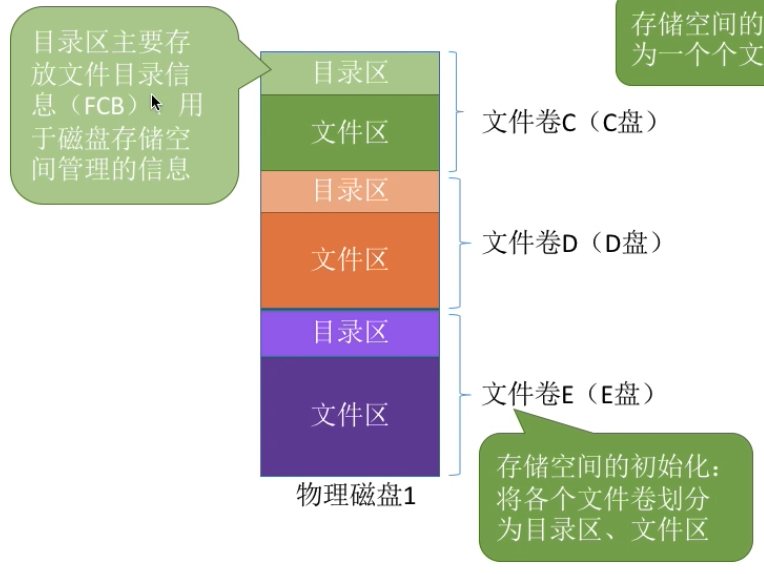 目录区主要存
放文件目录信
息（FCB）、用
于磁盘存储空
间管理的信息
存储空间的
为一个个文
目录区
文件区
文件卷C（C盘）
目录区
文件区
文件卷D（D盘）
目录区
文件区
文件卷E（E盘）
物理磁盘1
存储空间的初始化：
将各个文件卷划分
为目录区、文件区